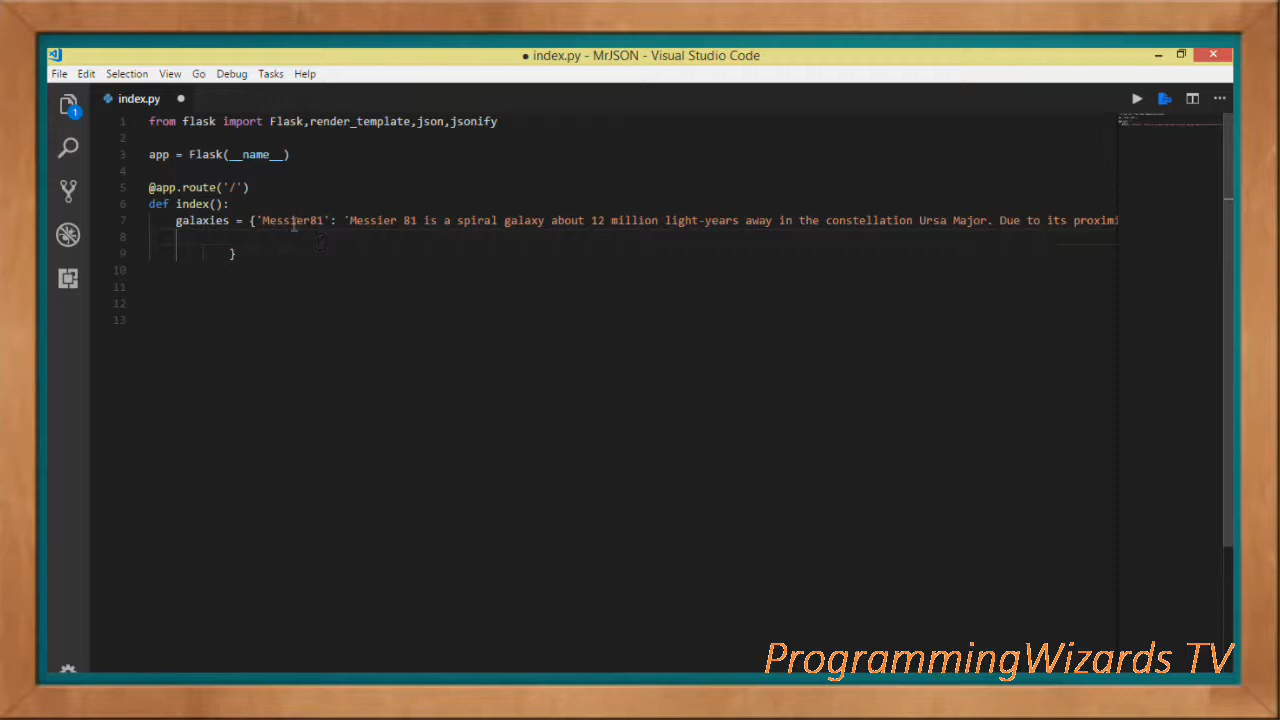 ● index.py - MrJSON - Visual Studio Code
File Edit Selection View Go Debug Tasks Help
1
index.py ●
1 from flask import Flask,render_template,json,jsonify
2
3 app = Flask(__name__)
4
5 @app.route('/')
6 def index():
7 galaxies = {'Messier81': 'Messier 81 is a spiral galaxy about 12 million light-years away in the constellation Ursa Major. Due to its proximi
8
9 }
10
11
12
13
ProgrammingWizards TV